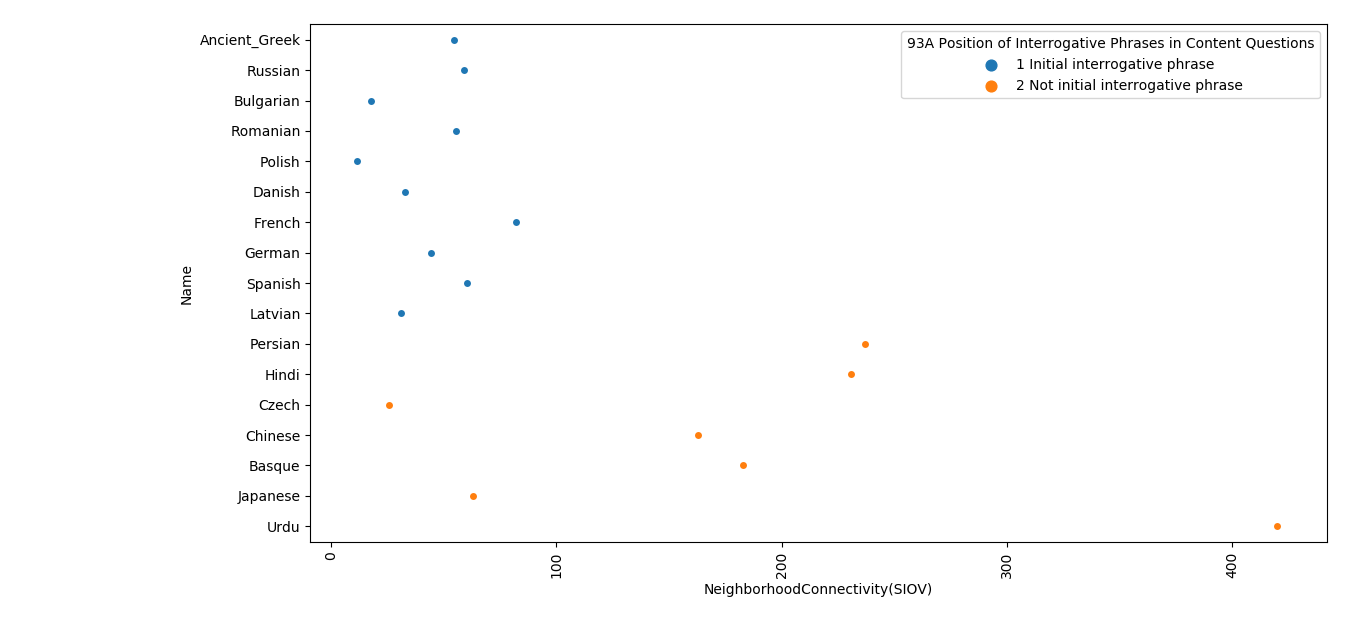 93A Position of Interrogative Phrases in Content Questions
1 Initial interrogative phrase
2 Not initial interrogative phrase
Name
Ancient_Greek
Russian
Bulgarian
Romanian
Polish
Danish
French
German
Spanish
Latvian
Persian
Hindi
Czech
Chinese
Basque
Japanese
Urdu
0
100
200
300
400
NeighborhoodConnectivity(SIOV)